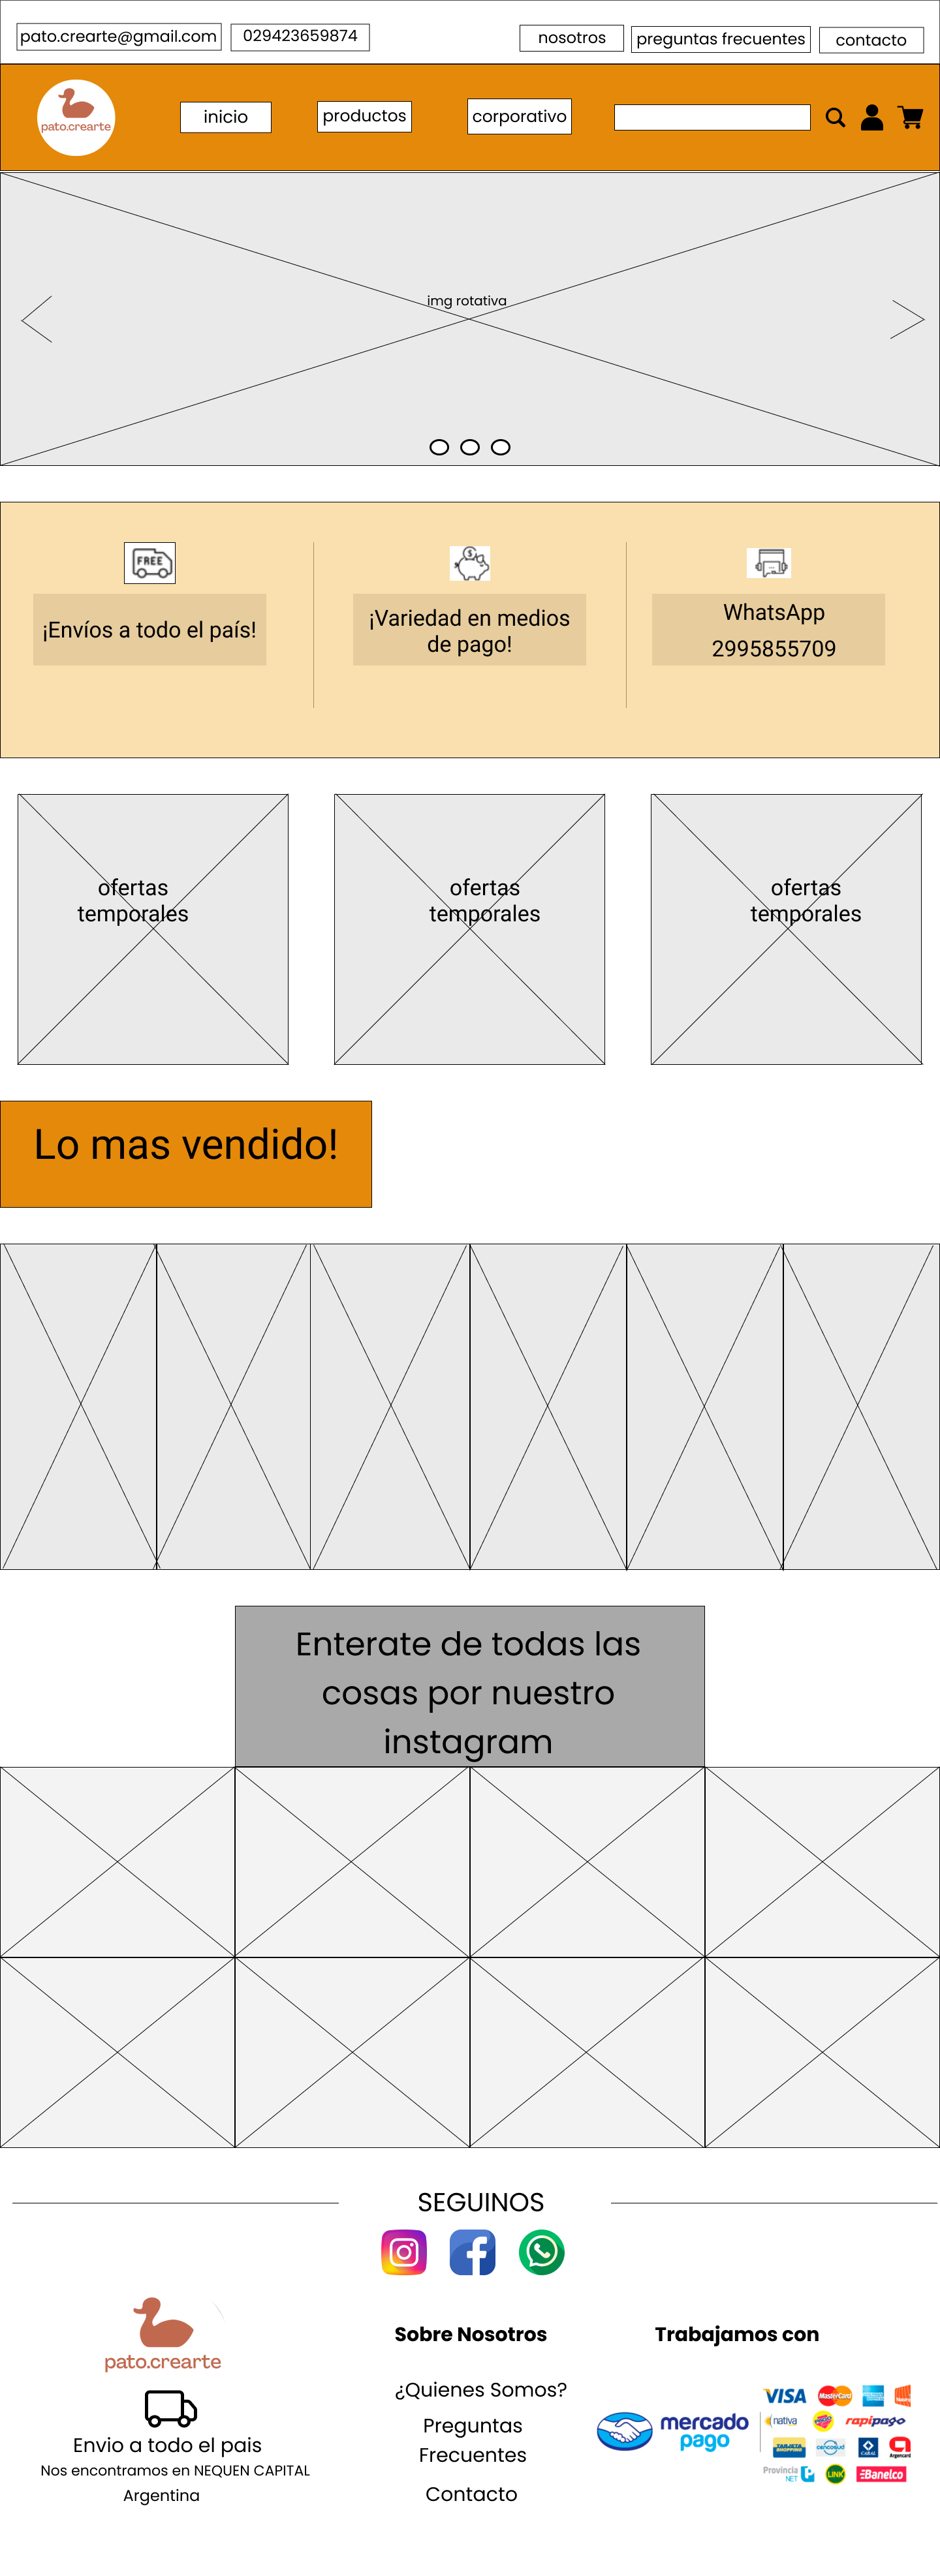 pato.crearte@gmail.com
029423659874
nosotros
preguntas frecuentes
contacto
pato.crearte
inicio
productos
corporativo
img rotativa
FREE
¡Envíos a todo el país!
¡Variedad en medios
de pago!
WhatsApp
2995855709
ofertas
temporales
ofertas
temporales
ofertas
temporales
Lo mas vendido!
Enterate de todas las
cosas por nuestro
instagram
SEGUINOS
pato.crearte
Envio a todo el pais
Nos encontramos en NEQUEN CAPITAL
Argentina
Sobre Nosotros
¿Quienes Somos?
Preguntas
Frecuentes
Contacto
Trabajamos con
mercado
pago
VISA
MasterCard
nativa
rapipago
TARJETA
SHOPPING
cencosud
CABAL
Argencard
Provincia
NET
LINK
Banelco